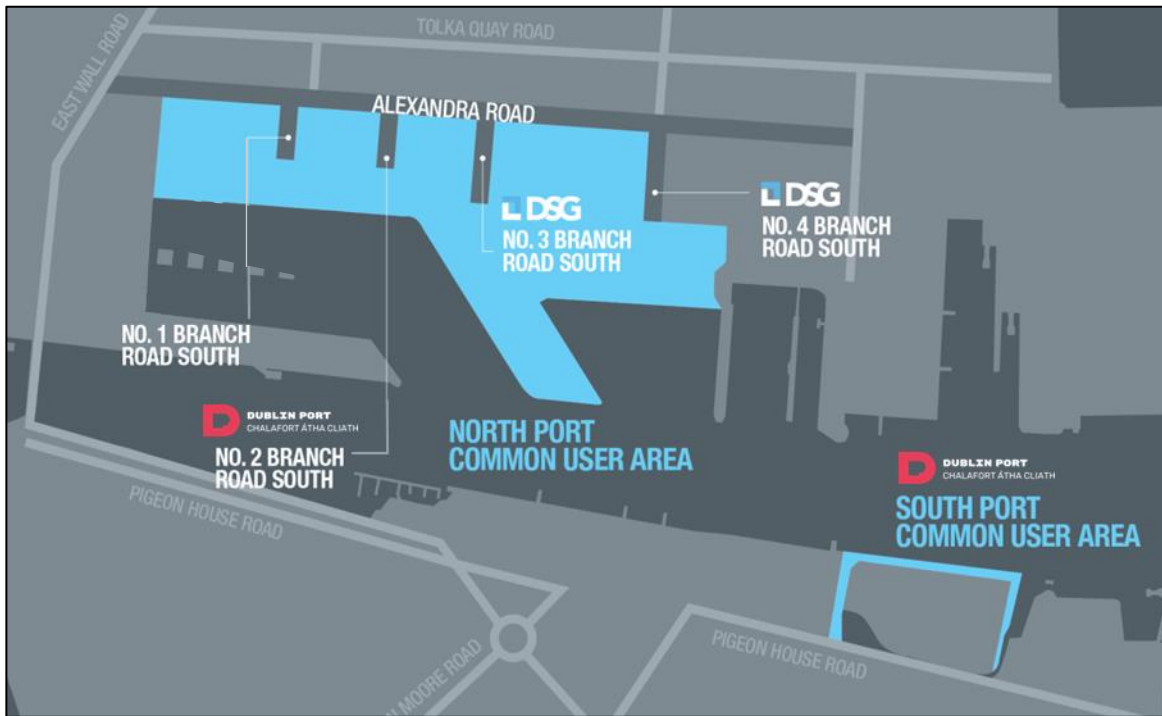 TOLKA QUAY ROAD
EAST WALL ROAD
ALEXANDRA ROAD
DSG
NO. 3 BRANCH
ROAD SOUTH
DSG
NO. 4 BRANCH
ROAD SOUTH
NO. 1 BRANCH
ROAD SOUTH
DUBLIN PORT
CHALAFORT ÁTHA CLIATH
NO. 2 BRANCH
ROAD SOUTH
NORTH PORT
COMMON USER AREA
DUBLIN PORT
CHALAFORT ÁTHA CLIATH
SOUTH PORT
COMMON USER AREA
PIGEON HOUSE ROAD
MOORE ROAD
PIGEON HOUSE ROAD